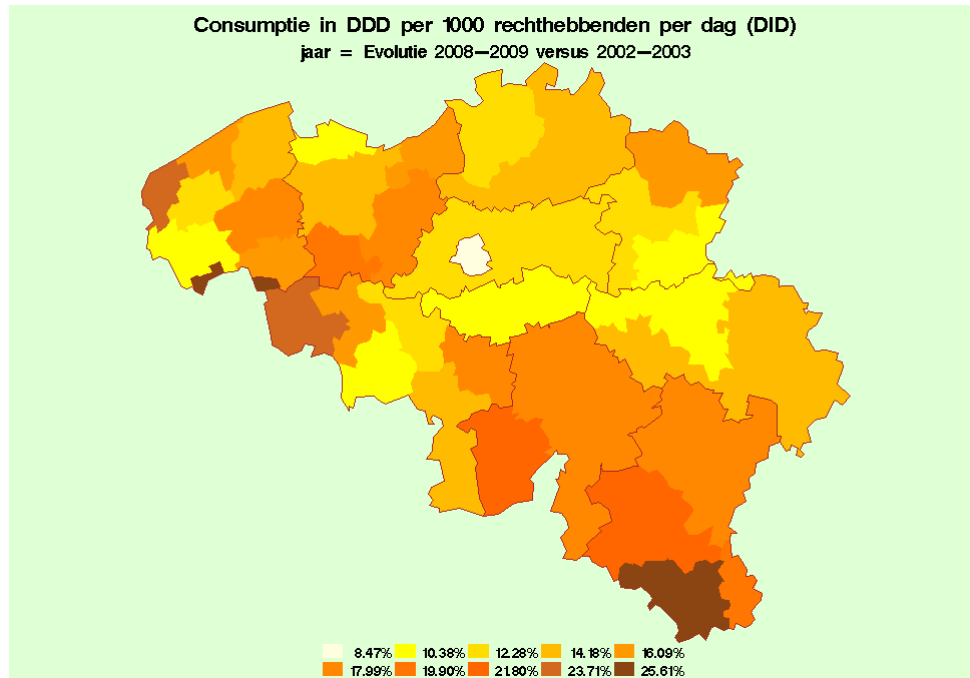 Consumptie in DDD per 1000 rechthebbenden per dag (DID)
jaar = Evolutie 2008—2009 versus 2002—2003
8.47% 10.38% 12.28% 14.18% 16.09%
17.99% 19.90% 21.80% 23.71% 25.61%